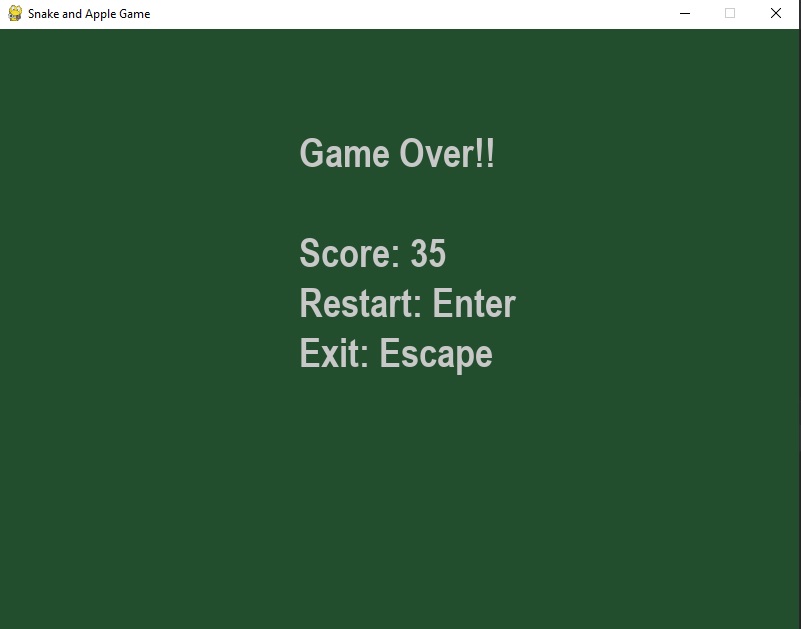 Snake and Apple Game
Game Over!!
Score: 35
Restart: Enter
Exit: Escape